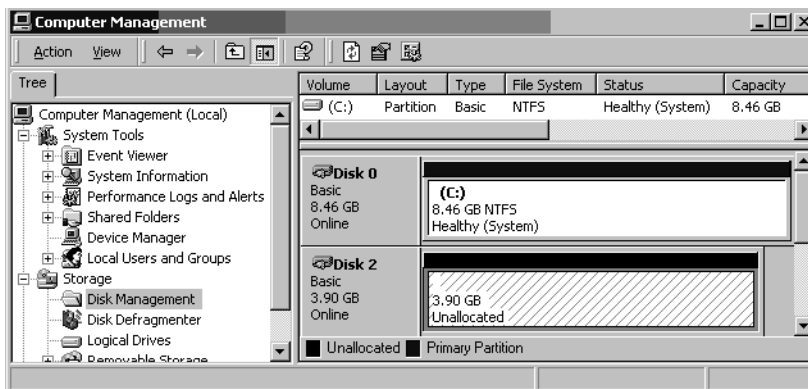 Computer Management
Action View
Tree
Computer Management (Local)
System Tools
Event Viewer
System Information
Performance Logs and Alerts
Shared Folders
Device Manager
Local Users and Groups
Storage
Disk Management
Disk Defragmenter
Logical Drives
Removable Storage
Volume Layout Type File System Status Capacity
(C:) Partition Basic NTFS Healthy (System) 8.46 GB
Disk 0
Basic
8.46 GB
Online
(C:)
8.46 GB NTFS
Healthy (System)
Disk 2
Basic
3.90 GB
Online
3.90 GB
Unallocated
Unallocated Primary Partition